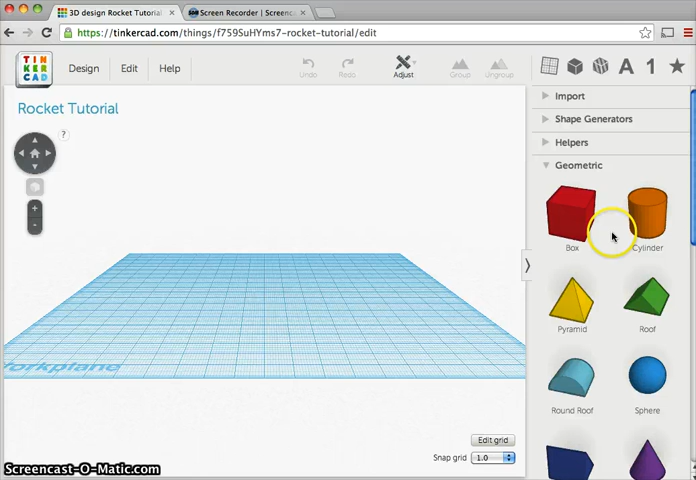 3D design Rocket Tutorial
Screen Recorder | Screenca
https://tinkercad.com/things/f759SuHYms7-rocket-tutorial/edit
TIN
KER
CAD
Design
Edit
Help
Undo
Redo
Adjust
Group
Ungroup
A
1
Rocket Tutorial
?
+
-
Import
Shape Generators
Helpers
Geometric
Box
Cylinder
Pyramid
Roof
Round Roof
Sphere
Workplane
Edit grid
Snap grid
1.0
Screencast-O-Matic.com